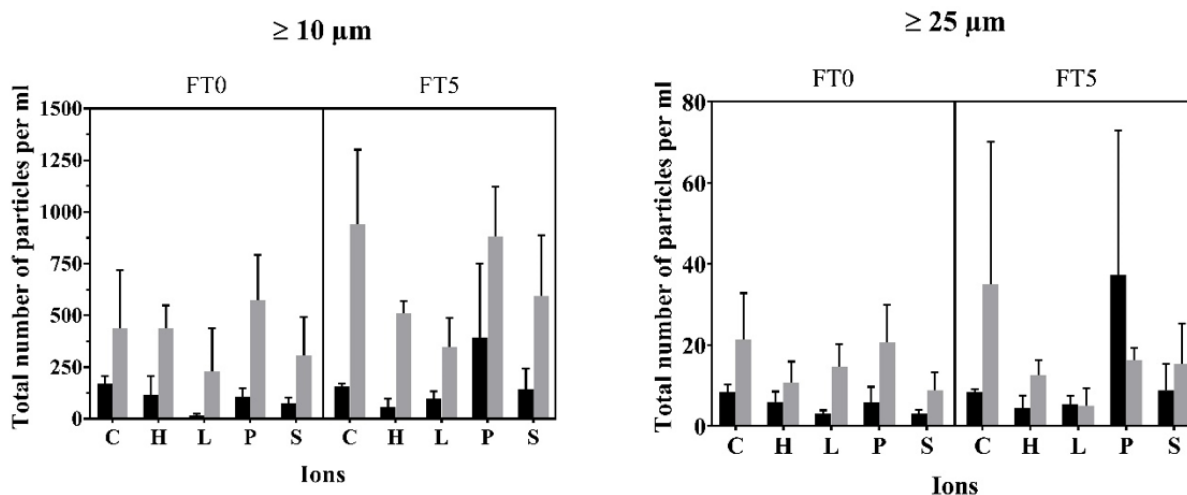 ≥ 10 µm
FT0 FT5
Total number of particles per ml
1500
1250
1000
750
500
250
0
C H L P S C H L P S
Ions
≥ 25 µm
FT0 FT5
Total number of particles per ml
80
60
40
20
0
C H L P S C H L P S
Ions